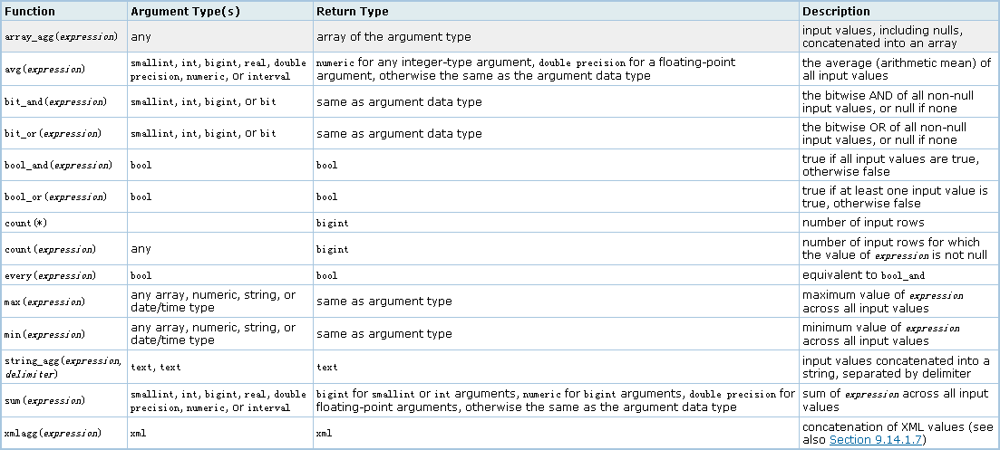 Function Argument Type(s) Return Type Description
array_agg(expression) any array of the argument type input values, including nulls,
concatenated into an array
avg(expression) smallint, int, bigint, real, double
precision, numeric, or interval numeric for any integer-type argument, double precision for a floating-point
argument, otherwise the same as the argument data type the average (arithmetic mean) of
all input values
bit_and(expression) smallint, int, bigint, or bit same as argument data type the bitwise AND of all non-null
input values, or null if none
bit_or(expression) smallint, int, bigint, or bit same as argument data type the bitwise OR of all non-null
input values, or null if none
bool_and(expression) bool bool true if all input values are true,
otherwise false
bool_or(expression) bool bool true if at least one input value is
true, otherwise false
count(*) bigint number of input rows
count(expression) any bigint number of input rows for which
the value of expression is not null
every(expression) bool bool equivalent to bool_and
max(expression) any array, numeric, string, or
date/time type same as argument type maximum value of expression
across all input values
min(expression) any array, numeric, string, or
date/time type same as argument type minimum value of expression
across all input values
string_agg(expression,
delimiter) text, text text input values concatenated into a
string, separated by delimiter
sum(expression) smallint, int, bigint, real, double
precision, numeric, or interval bigint for smallint or int arguments, numeric for bigint arguments, double precision for
floating-point arguments, otherwise the same as the argument data type sum of expression across all input
values
xmlagg(expression) xml xml concatenation of XML values (see
also Section 9.14.1.7)